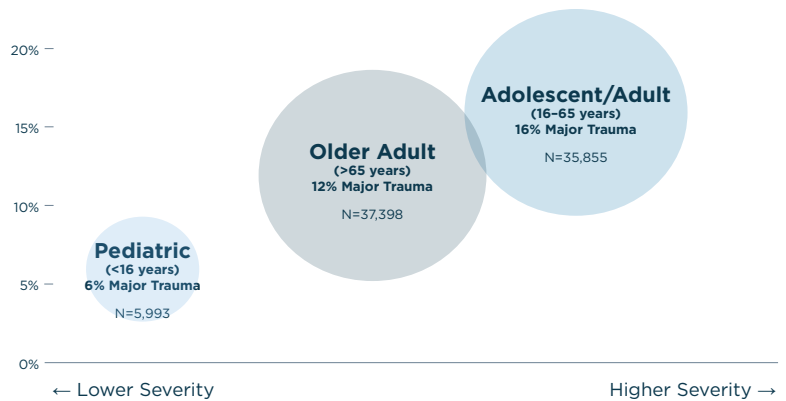 20%
15%
10%
5%
0%
Adolescent/Adult
(16–65 years)
16% Major Trauma
N=35,855
Older Adult
(>65 years)
12% Major Trauma
N=37,398
Pediatric
(<16 years)
6% Major Trauma
N=5,993
← Lower Severity
Higher Severity →